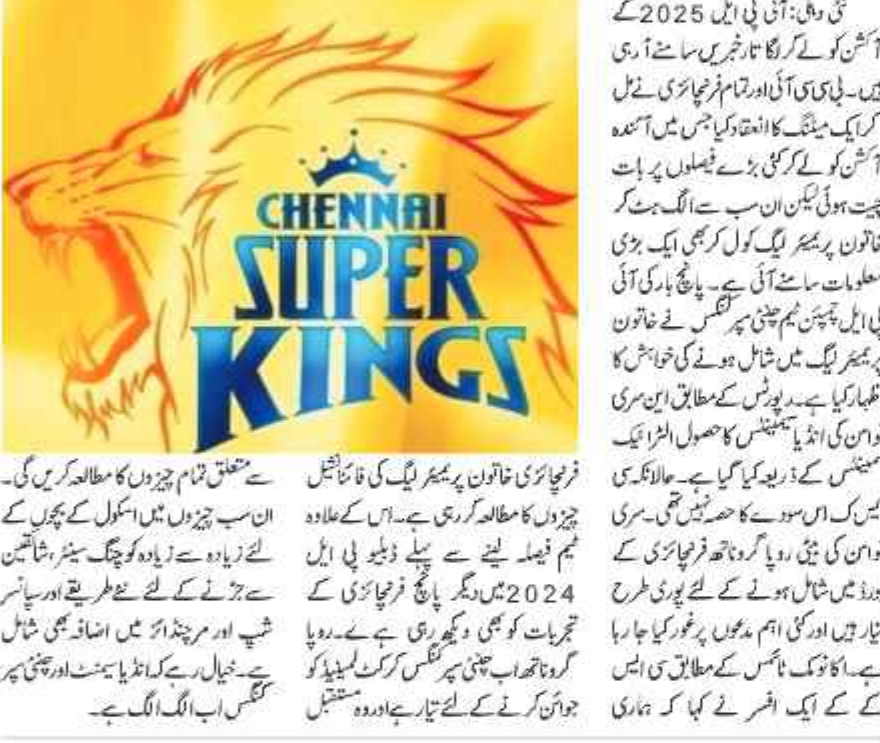 نئی دہلی: آئی پی ایل 2025 کے
آکشن کو لے کر لگاتار خبریں سامنے آرہی
ہیں۔ بی سی سی آئی اور تمام فرنچائزی نے مل
کر ایک میٹنگ کا انعقاد کیا جس میں آئندہ
آکشن کو لے کر کئی بڑے فیصلوں پر بات
چیت ہوئی لیکن ان سب سے الگ ہٹ کر
خاتون پریمیئر لیگ کو لے کر بھی ایک بڑی
معلومات سامنے آئی ہے۔ پانچ بار کی آئی
پی ایل چمپئن ٹیم چنئی سپر کنگس نے خاتون
پریمیئر لیگ میں شامل ہونے کی خواہش کا
اظہار کیا ہے۔ رپورٹس کے مطابق این سری
نواسن کی انڈیا سیمینٹس کا حصول الٹرا ٹیک
سمینٹس کے ذریعہ کیا گیا ہے۔ حالانکہ سی
ایس کے اس سودے کا حصہ نہیں تھی۔ سری
نواسن کی بیٹی روپا گروناتھ فرنچائزی کے
بورڈ میں شامل ہونے کے لئے پوری طرح
تیار ہیں اور کئی اہم مدعوں پر غور کیا جا رہا
ہے۔ اکانومک ٹائمس کے مطابق سی ایس
کے کے ایک افسر نے کہا کہ ہماری
CHENNAI
SUPER
KINGS
فرنچائزی خاتون پریمیئر لیگ کی فائنانشیل
چیزوں کا مطالعہ کر رہی ہے۔ اس کے علاوہ
ٹیم فیصلہ لینے سے پہلے ڈبلیو پی ایل
2024 میں دیگر پانچ فرنچائزی کے
تجربات کو بھی دیکھ رہی ہے۔ روپا
گروناتھ اب چنئی سپر کنگس کرکٹ لمیٹیڈ کو
جوائن کرنے کے لئے تیار ہے اور وہ مستقبل
سے متعلق تمام چیزوں کا مطالعہ کریں گی۔
ان سب چیزوں میں اسکول کے بچوں کے
لئے زیادہ سے زیادہ کوچنگ سینٹر، شائقین
سے جڑنے کے لئے نئے طریقے اور سپانسر
شپ اور مرچنڈائز میں اضافہ بھی شامل
ہے۔ خیال رہے کہ انڈیا سیمنٹ اور چنئی سپر
کنگس اب الگ الگ ہے۔